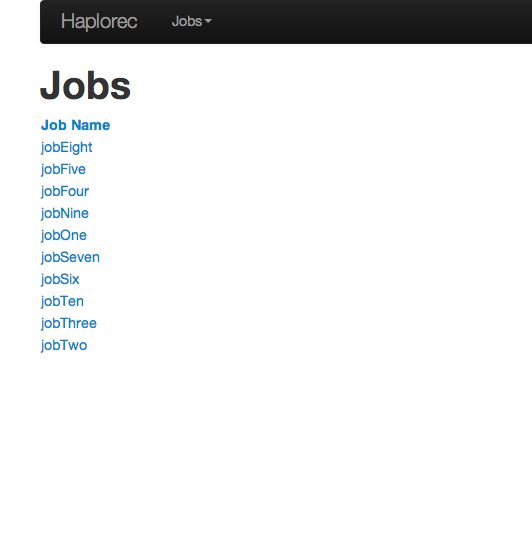 Haplorec Jobs
Jobs
Job Name
jobEight
jobFive
jobFour
jobNine
jobOne
jobSeven
jobSix
jobTen
jobThree
jobTwo